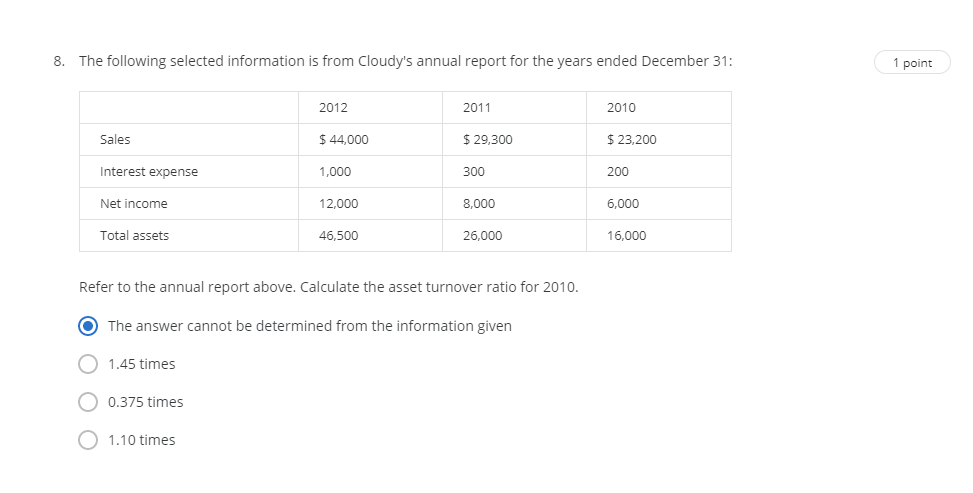 8. The following selected information is from Cloudy's annual report for the years ended December 31:
1 point
2012 2011 2010
Sales $ 44,000 $ 29,300 $ 23,200
Interest expense 1,000 300 200
Net income 12,000 8,000 6,000
Total assets 46,500 26,000 16,000
Refer to the annual report above. Calculate the asset turnover ratio for 2010.
The answer cannot be determined from the information given
1.45 times
0.375 times
1.10 times